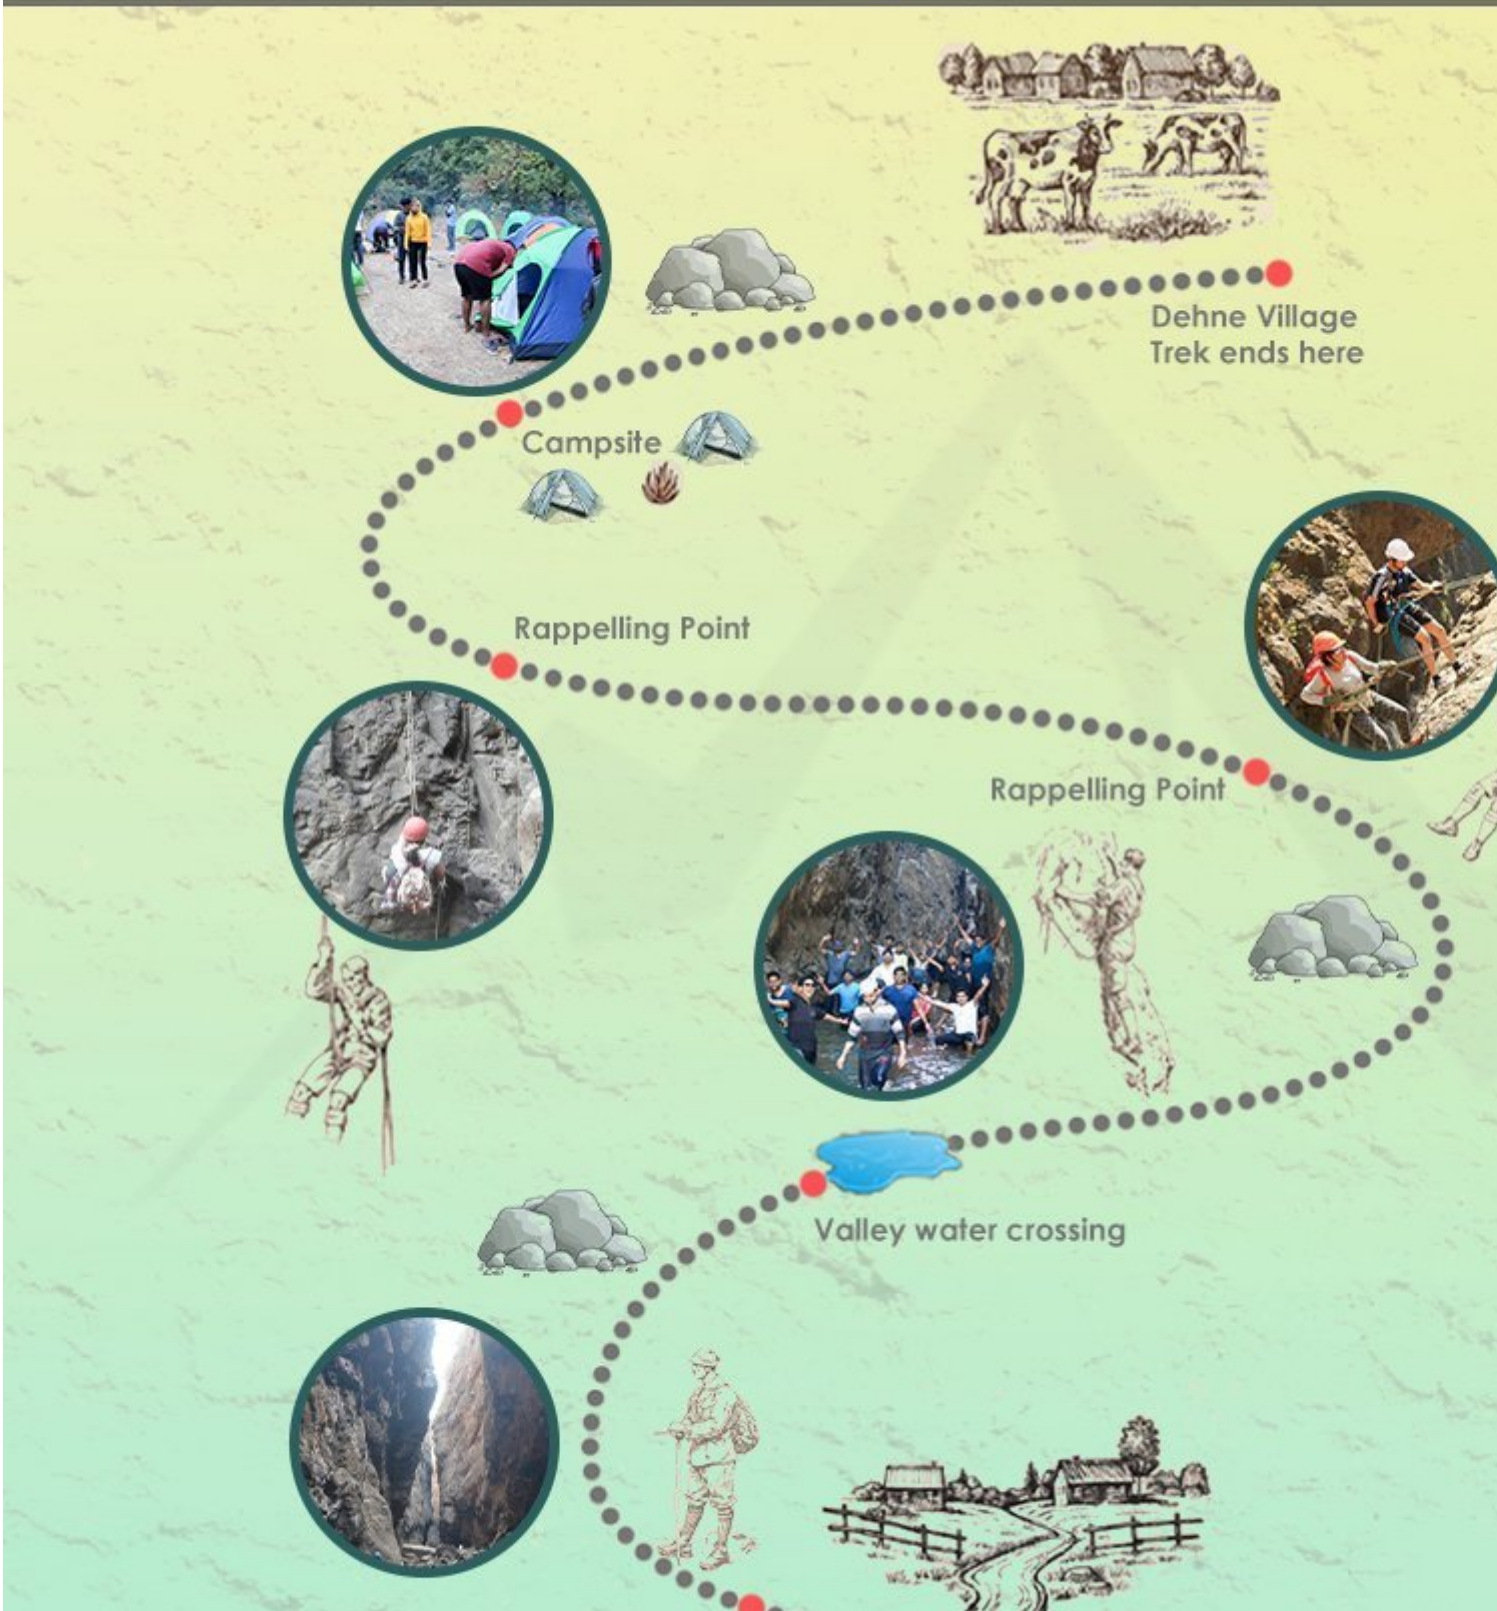 Dehne Village
Trek ends here
Campsite
Rappelling Point
Rappelling Point
Valley water crossing